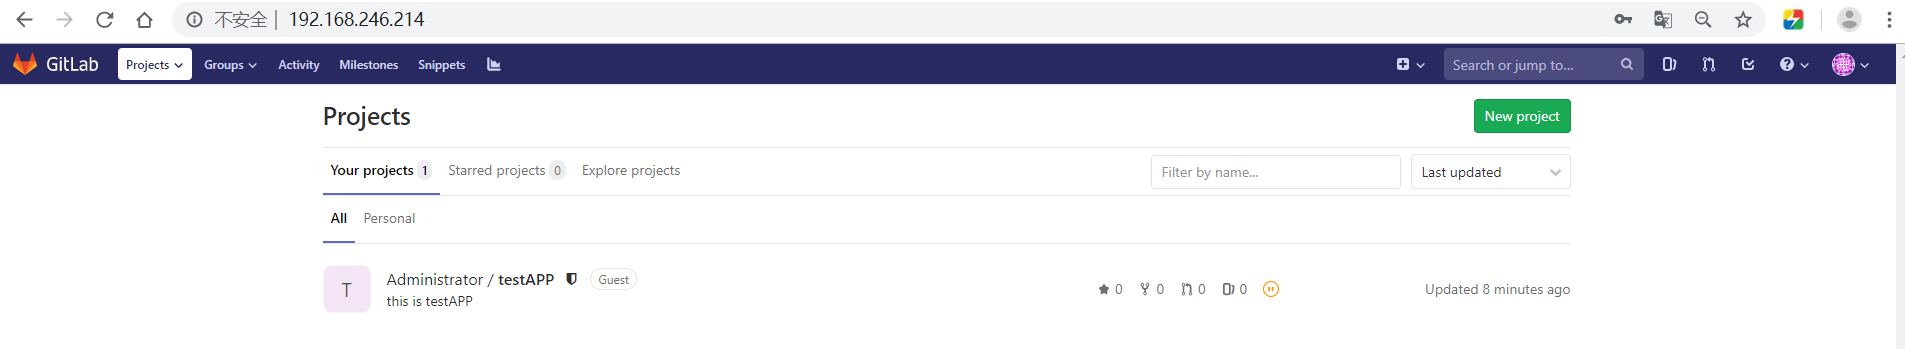 不安全 | 192.168.246.214
GitLab Projects Groups Activity Milestones Snippets Search or jump to...
Projects New project
Your projects 1 Starred projects 0 Explore projects Filter by name... Last updated
All Personal
T Administrator / testAPP Guest 0 0 0 0 Updated 8 minutes ago
this is testAPP